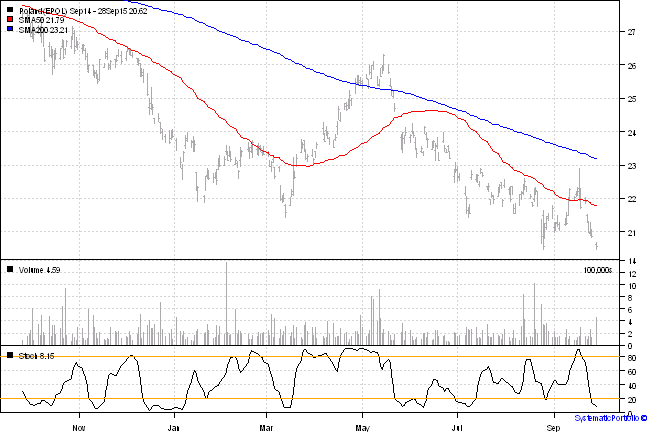 Poland(EPOL) Sep14 - 28Sep15 20.62
SMA50 21.79
SMA200 23.21
27
26
25
24
23
22
21
14
Volume 4.59
100,000s
12
10
8
6
4
2
0
Stoch 8.15
80
60
40
20
0
Nov Jan Mar May Jul Sep
SystematicPortfolio ©